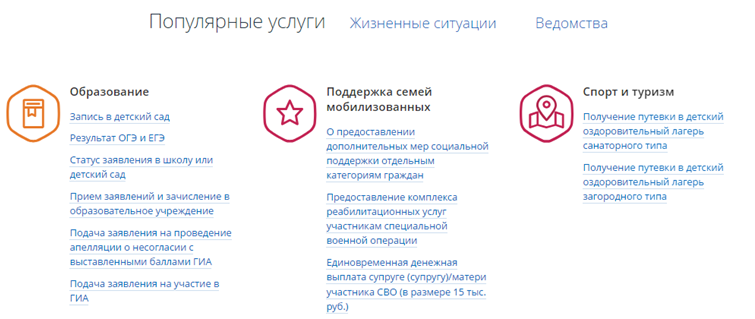 Популярные услуги
Жизненные ситуации
Ведомства
Образование
Запись в детский сад
Результат ОГЭ и ЕГЭ
Статус заявления в школу или
детский сад
Прием заявлений и зачисление в
образовательное учреждение
Подача заявления на проведение
апелляции о несогласии с
выставленными баллами ГИА
Подача заявления на участие в
ГИА
Поддержка семей
мобилизованных
О предоставлении
дополнительных мер социальной
поддержки отдельным
категориям граждан
Предоставление комплекса
реабилитационных услуг
участникам специальной
военной операции
Единовременная денежная
выплата супруге (супругу)/матери
участника СВО (в размере 15 тыс.
руб.)
Спорт и туризм
Получение путевки в детский
оздоровительный лагерь
санаторного типа
Получение путевки в детский
оздоровительный лагерь
загородного типа